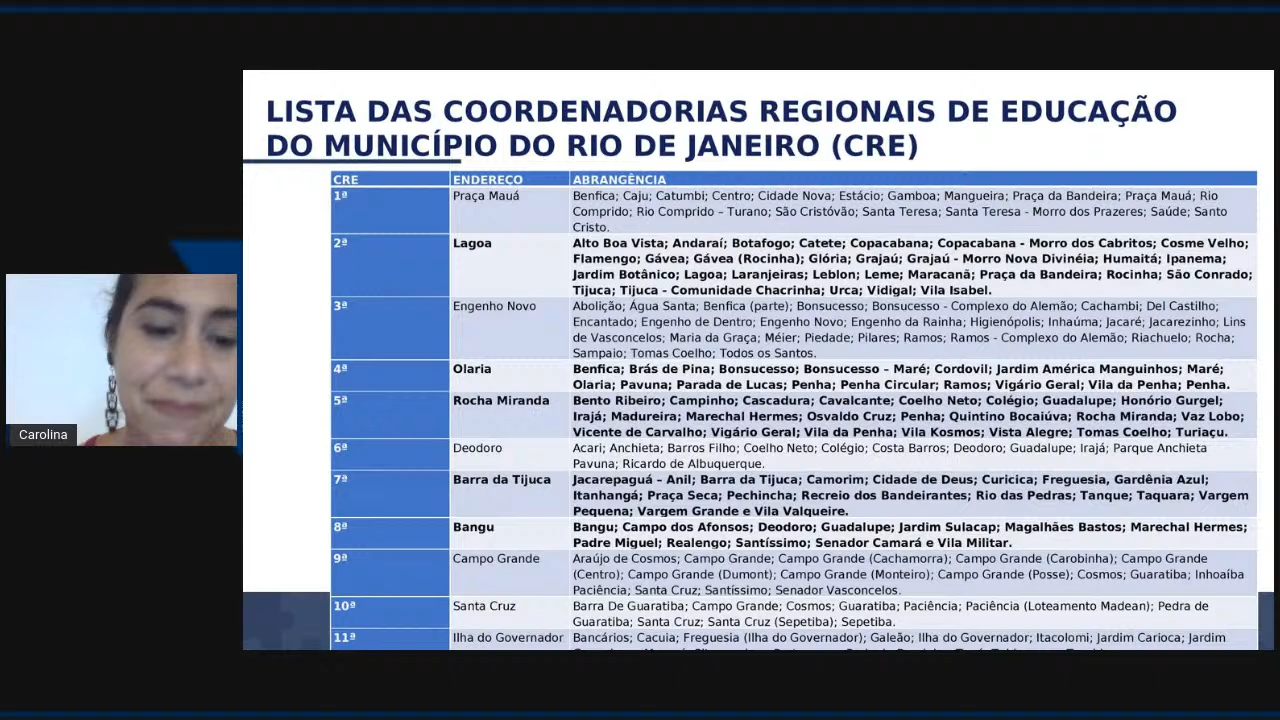 LISTA DAS COORDENADORIAS REGIONAIS DE EDUCAÇÃO
DO MUNICÍPIO DO RIO DE JANEIRO (CRE)
CRE ENDEREÇO ABRANGÊNCIA
1ª Praça Mauá Benfica; Caju; Catumbi; Centro; Cidade Nova; Estácio; Gamboa; Mangueira; Praça da Bandeira; Praça Mauá; Rio
Comprido; Rio Comprido – Turano; São Cristóvão; Santa Teresa; Santa Teresa - Morro dos Prazeres; Saúde; Santo
Cristo.
2ª Lagoa Alto Boa Vista; Andaraí; Botafogo; Catete; Copacabana; Copacabana - Morro dos Cabritos; Cosme Velho;
Flamengo; Gávea; Gávea (Rocinha); Glória; Grajaú; Grajaú - Morro Nova Divinéia; Humaitá; Ipanema;
Jardim Botânico; Lagoa; Laranjeiras; Leblon; Leme; Maracanã; Praça da Bandeira; Rocinha; São Conrado;
Tijuca; Tijuca - Comunidade Chacrinha; Urca; Vidigal; Vila Isabel.
3ª Engenho Novo Abolição; Água Santa; Benfica (parte); Bonsucesso; Bonsucesso - Complexo do Alemão; Cachambi; Del Castilho;
Encantado; Engenho de Dentro; Engenho Novo; Engenho da Rainha; Higienópolis; Inhaúma; Jacaré; Jacarezinho; Lins
de Vasconcelos; Maria da Graça; Méier; Piedade; Pilares; Ramos; Ramos - Complexo do Alemão; Riachuelo; Rocha;
Sampaio; Tomas Coelho; Todos os Santos.
4ª Olaria Benfica; Brás de Pina; Bonsucesso; Bonsucesso – Maré; Cordovil; Jardim América Manguinhos; Maré;
Olaria; Pavuna; Parada de Lucas; Penha; Penha Circular; Ramos; Vigário Geral; Vila da Penha; Penha.
5ª Rocha Miranda Bento Ribeiro; Campinho; Cascadura; Cavalcante; Coelho Neto; Colégio; Guadalupe; Honório Gurgel;
Irajá; Madureira; Marechal Hermes; Osvaldo Cruz; Penha; Quintino Bocaiúva; Rocha Miranda; Vaz Lobo;
Vicente de Carvalho; Vigário Geral; Vila da Penha; Vila Kosmos; Vista Alegre; Tomas Coelho; Turiaçu.
6ª Deodoro Acari; Anchieta; Barros Filho; Coelho Neto; Colégio; Costa Barros; Deodoro; Guadalupe; Irajá; Parque Anchieta
Pavuna; Ricardo de Albuquerque.
7ª Barra da Tijuca Jacarepaguá – Anil; Barra da Tijuca; Camorim; Cidade de Deus; Curicica; Freguesia, Gardênia Azul;
Itanhangá; Praça Seca; Pechincha; Recreio dos Bandeirantes; Rio das Pedras; Tanque; Taquara; Vargem
Pequena; Vargem Grande e Vila Valqueire.
8ª Bangu Bangu; Campo dos Afonsos; Deodoro; Guadalupe; Jardim Sulacap; Magalhães Bastos; Marechal Hermes;
Padre Miguel; Realengo; Santíssimo; Senador Camará e Vila Militar.
9ª Campo Grande Araújo de Cosmos; Campo Grande; Campo Grande (Cachamorra); Campo Grande (Carobinha); Campo Grande
(Centro); Campo Grande (Dumont); Campo Grande (Monteiro); Campo Grande (Posse); Cosmos; Guaratiba; Inhoaíba
Paciência; Santa Cruz; Santíssimo; Senador Vasconcelos.
10ª Santa Cruz Barra De Guaratiba; Campo Grande; Cosmos; Guaratiba; Paciência; Paciência (Loteamento Madean); Pedra de
Guaratiba; Santa Cruz; Santa Cruz (Sepetiba); Sepetiba.
11ª Ilha do Governador Bancários; Cacuia; Freguesia (Ilha do Governador); Galeão; Ilha do Governador; Itacolomi; Jardim Carioca; Jardim
Carolina